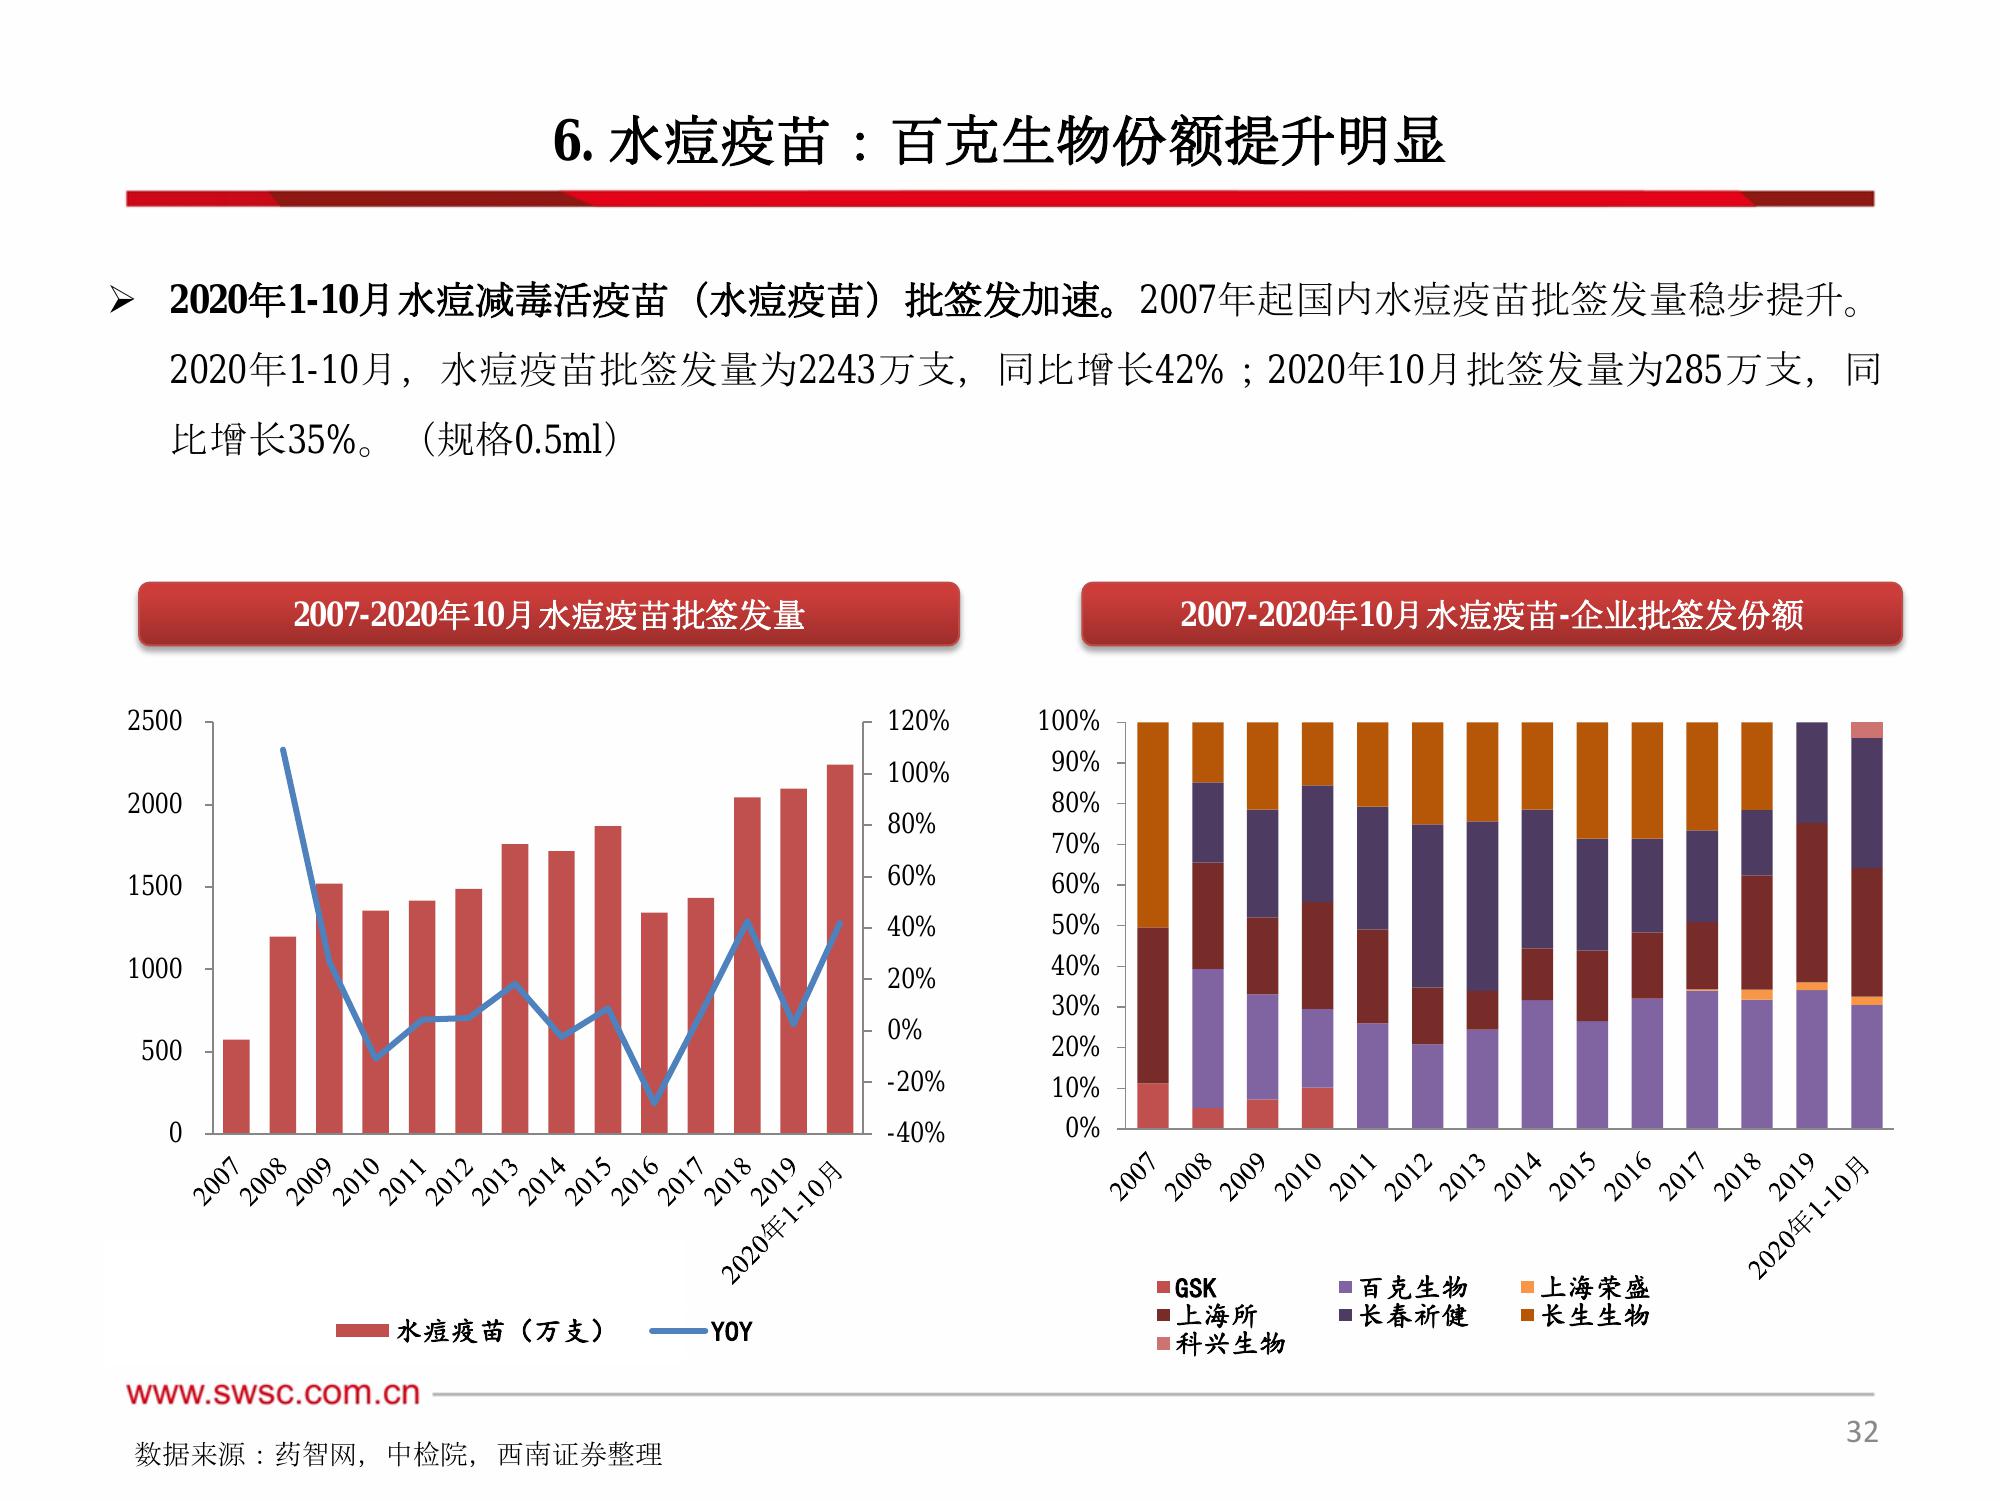 6. 水痘疫苗：百克生物份额提升明显
➢ 2020年1-10月水痘减毒活疫苗（水痘疫苗）批签发加速。2007年起国内水痘疫苗批签发量稳步提升。
2020年1-10月，水痘疫苗批签发量为2243万支，同比增长42%；2020年10月批签发量为285万支，同
比增长35%。（规格0.5ml）
2007-2020年10月水痘疫苗批签发量
2500
2000
1500
1000
500
0
120%
100%
80%
60%
40%
20%
0%
-20%
-40%
2007
2008
2009
2010
2011
2012
2013
2014
2015
2016
2017
2018
2019
2020年1-10月
水痘疫苗（万支）
YOY
2007-2020年10月水痘疫苗-企业批签发份额
100%
90%
80%
70%
60%
50%
40%
30%
20%
10%
0%
2007
2008
2009
2010
2011
2012
2013
2014
2015
2016
2017
2018
2019
2020年1-10月
GSK
百克生物
上海荣盛
上海所
长春祈健
长生生物
科兴生物
www.swsc.com.cn
32
数据来源：药智网，中检院，西南证券整理